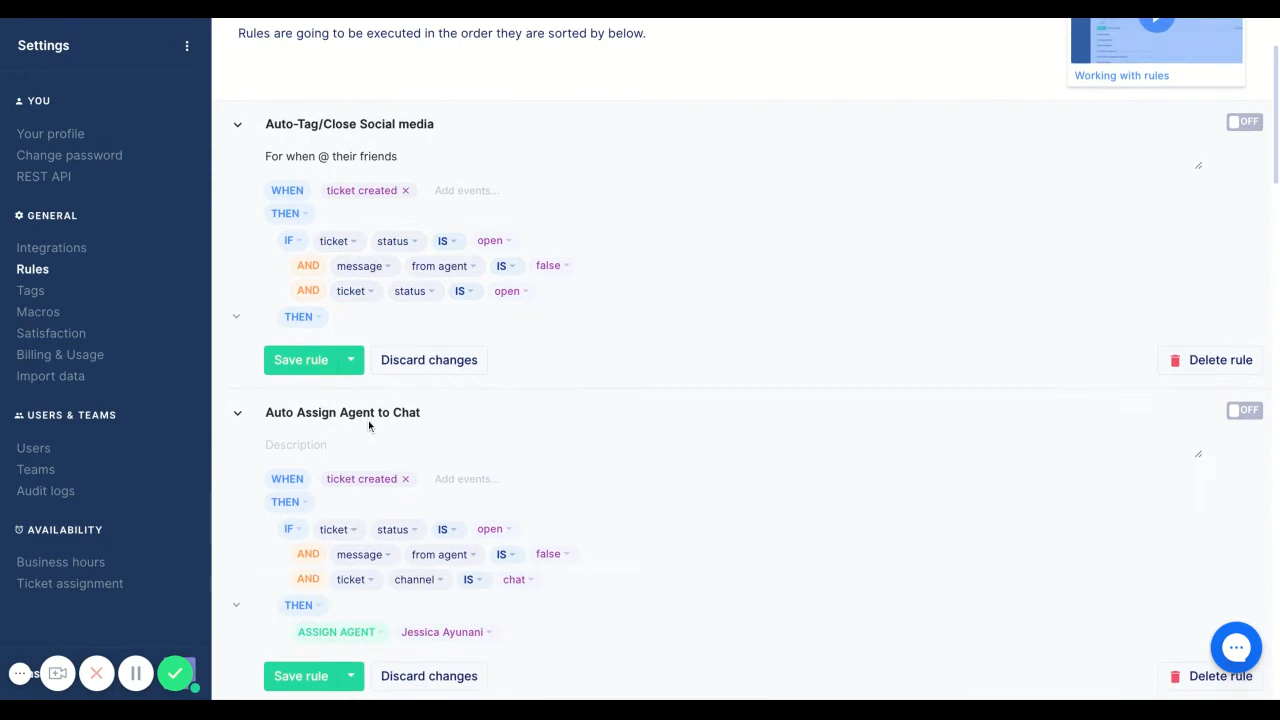 Settings
YOU
Your profile
Change password
REST API
GENERAL
Integrations
Rules
Tags
Macros
Satisfaction
Billing & Usage
Import data
USERS & TEAMS
Users
Teams
Audit logs
AVAILABILITY
Business hours
Ticket assignment
Rules are going to be executed in the order they are sorted by below.
Working with rules
Auto-Tag/Close Social media
OFF
For when @ their friends
WHEN ticket created × Add events...
THEN
IF ticket status IS open
AND message from agent IS false
AND ticket status IS open
THEN
Save rule Discard changes Delete rule
Auto Assign Agent to Chat
OFF
Description
WHEN ticket created × Add events...
THEN
IF ticket status IS open
AND message from agent IS false
AND ticket channel IS chat
THEN
ASSIGN AGENT Jessica Ayunani
Save rule Discard changes Delete rule